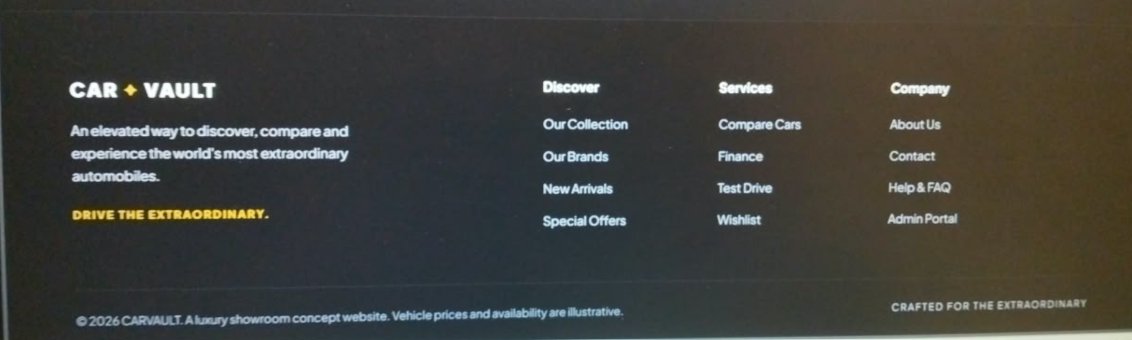 CAR ✦ VAULT
An elevated way to discover, compare and
experience the world's most extraordinary
automobiles.
DRIVE THE EXTRAORDINARY.
Discover
Our Collection
Our Brands
New Arrivals
Special Offers
Services
Compare Cars
Finance
Test Drive
Wishlist
Company
About Us
Contact
Help & FAQ
Admin Portal
© 2026 CARVAULT. A luxury showroom concept website. Vehicle prices and availability are illustrative.
CRAFTED FOR THE EXTRAORDINARY